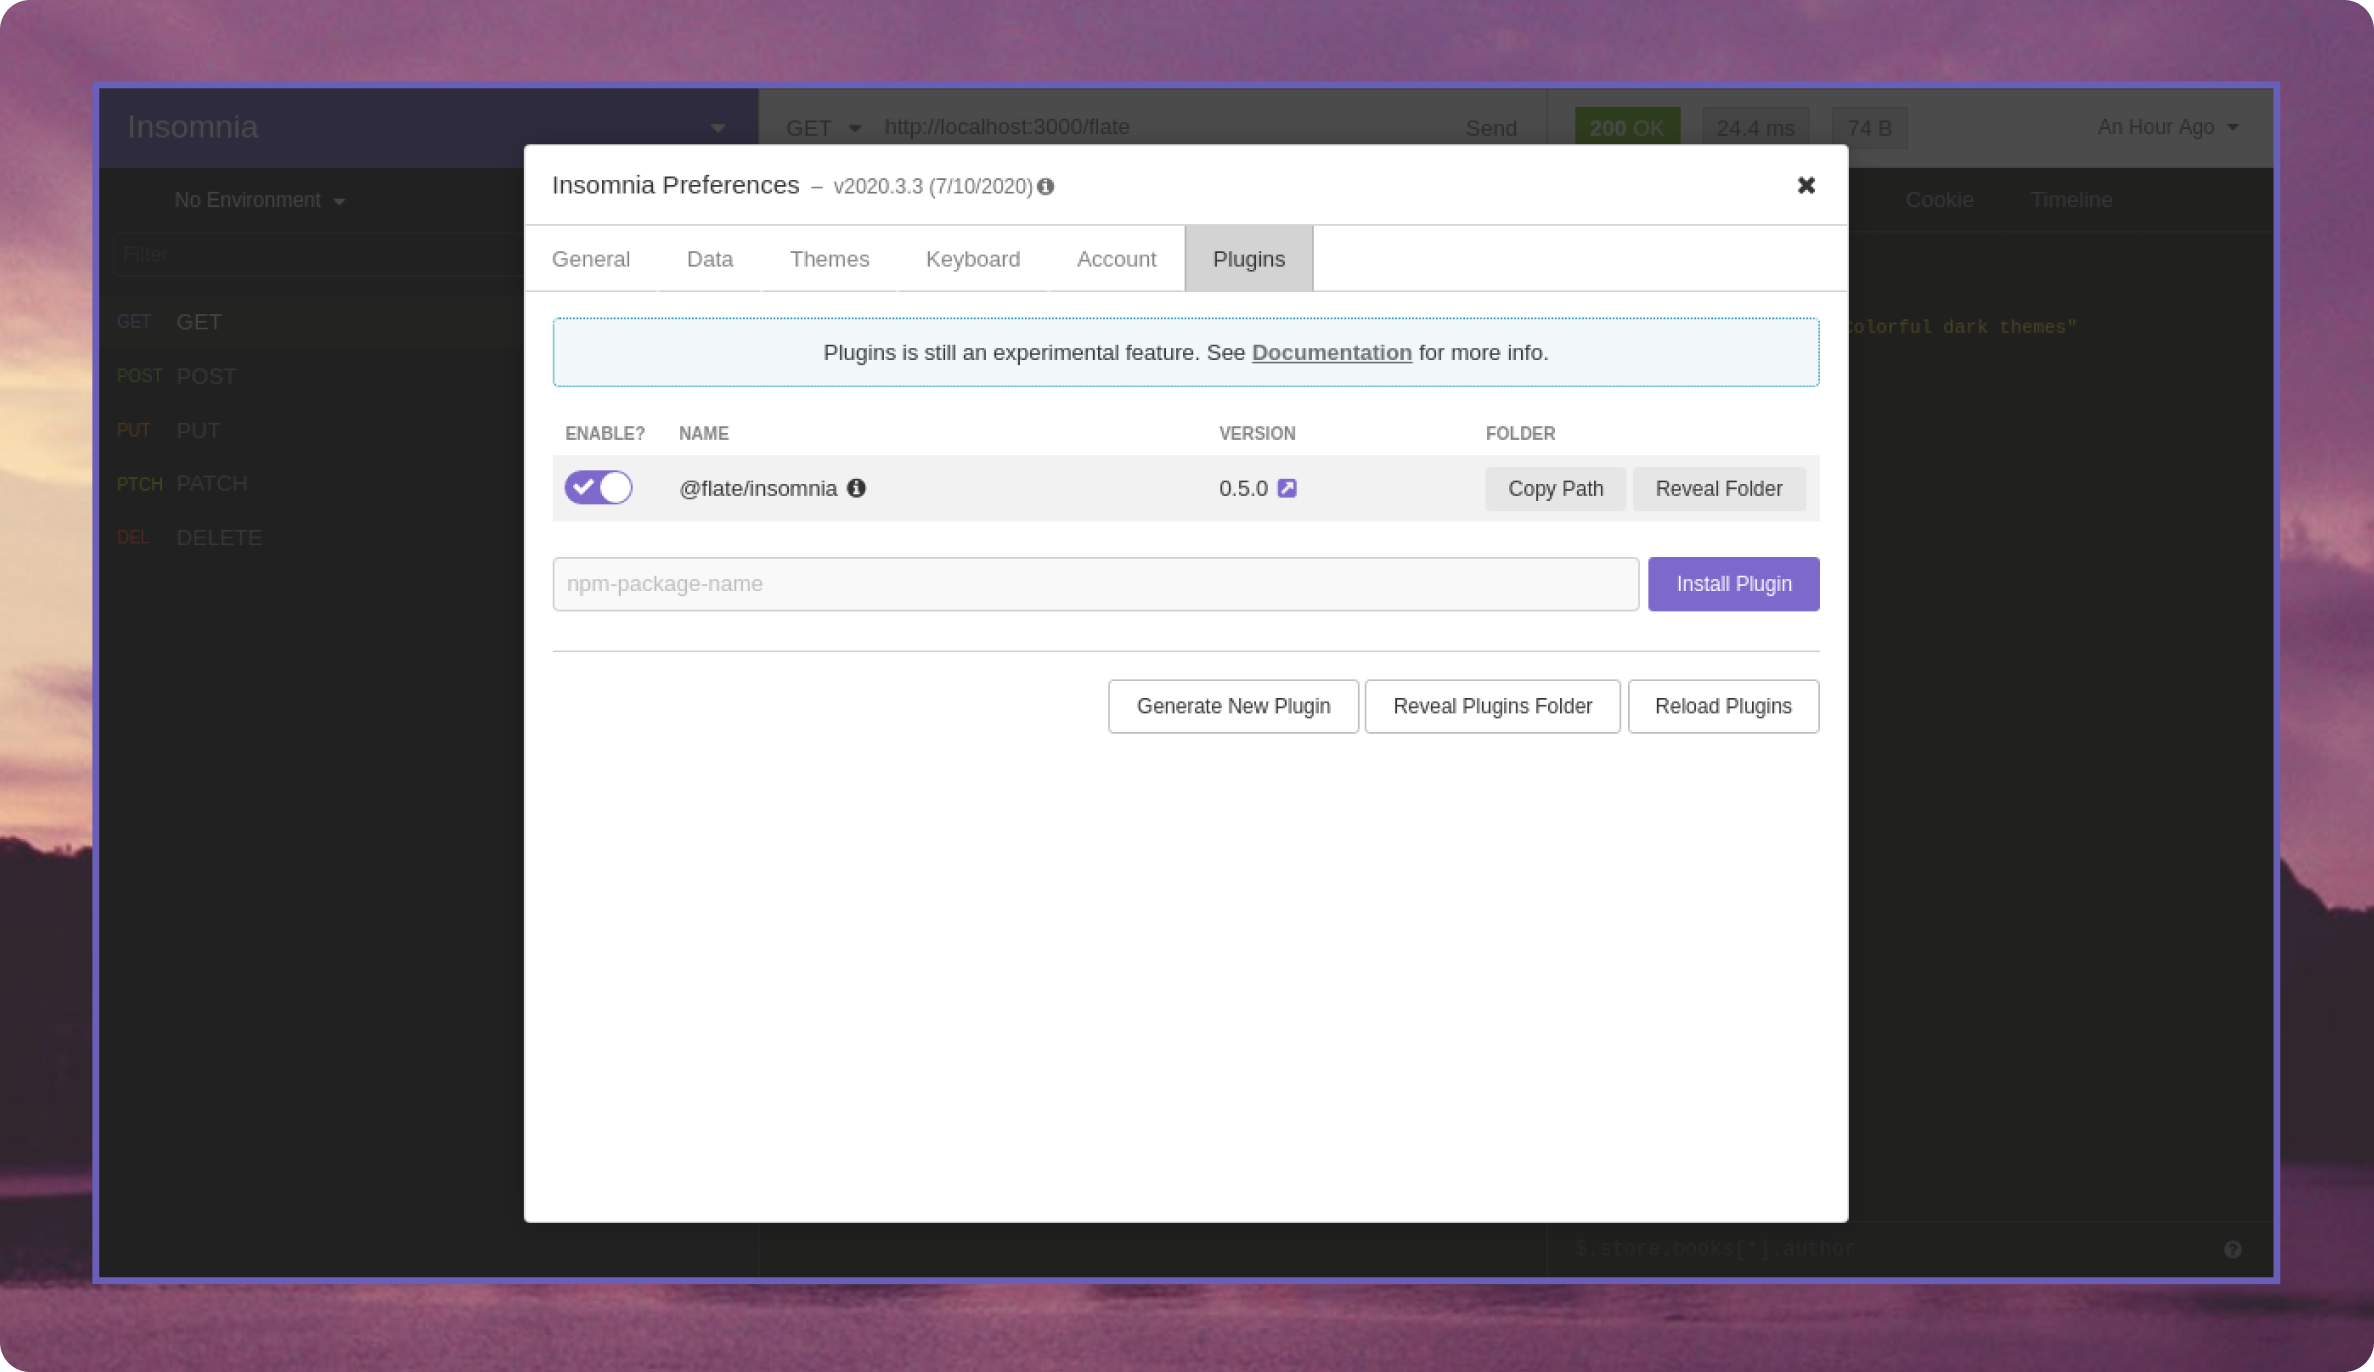 Insomnia
GET http://localhost:3000/flate Send
200 OK 24.4 ms 74 B An Hour Ago
No Environment
Cookie Timeline
Filter
GET GET
POST POST
PUT PUT
PTCH PATCH
DEL DELETE
olorful dark themes"
$.store.books[*].author
Insomnia Preferences – v2020.3.3 (7/10/2020)
General Data Themes Keyboard Account Plugins
Plugins is still an experimental feature. See Documentation for more info.
ENABLE? NAME VERSION FOLDER
@flate/insomnia 0.5.0 Copy Path Reveal Folder
npm-package-name Install Plugin
Generate New Plugin Reveal Plugins Folder Reload Plugins